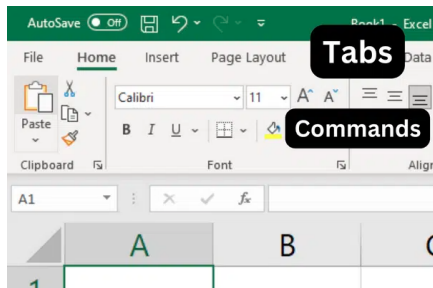 AutoSave Off Book1 - Excel
File Home Insert Page Layout Tabs Data
Calibri 11 A^ A˅
Paste B I U A Commands
Clipboard Font Align
A1 fx
A B C
1